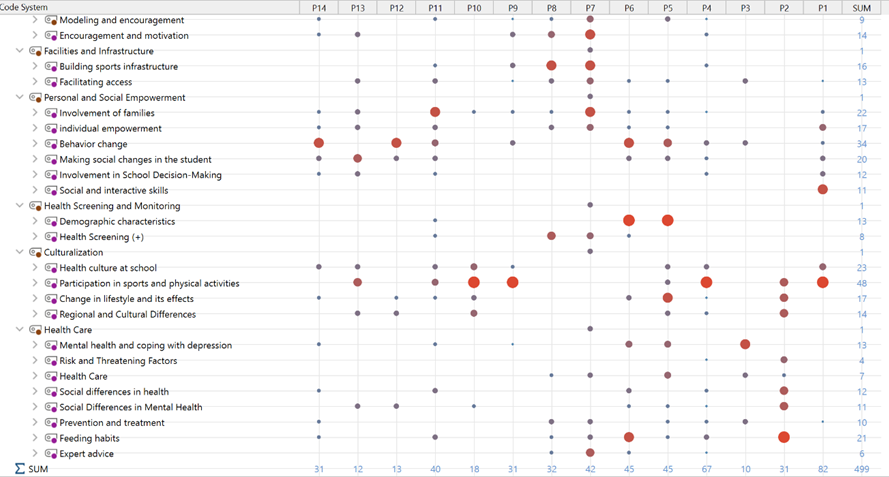 Code System P14 P13 P12 P11 P10 P9 P8 P7 P6 P5 P4 P3 P2 P1 SUM
Modeling and encouragement 9
Encouragement and motivation 14
Facilities and Infrastructure 1
Building sports infrastructure 16
Facilitating access 13
Personal and Social Empowerment 1
Involvement of families 22
individual empowerment 17
Behavior change 34
Making social changes in the student 20
Involvement in School Decision-Making 12
Social and interactive skills 11
Health Screening and Monitoring 1
Demographic characteristics 13
Health Screening (+) 8
Culturalization 1
Health culture at school 23
Participation in sports and physical activities 48
Change in lifestyle and its effects 17
Regional and Cultural Differences 14
Health Care 1
Mental health and coping with depression 13
Risk and Threatening Factors 4
Health Care 7
Social differences in health 12
Social Differences in Mental Health 11
Prevention and treatment 10
Feeding habits 21
Expert advice 6
Σ SUM 31 12 13 40 18 31 32 42 45 45 67 10 31 82 499